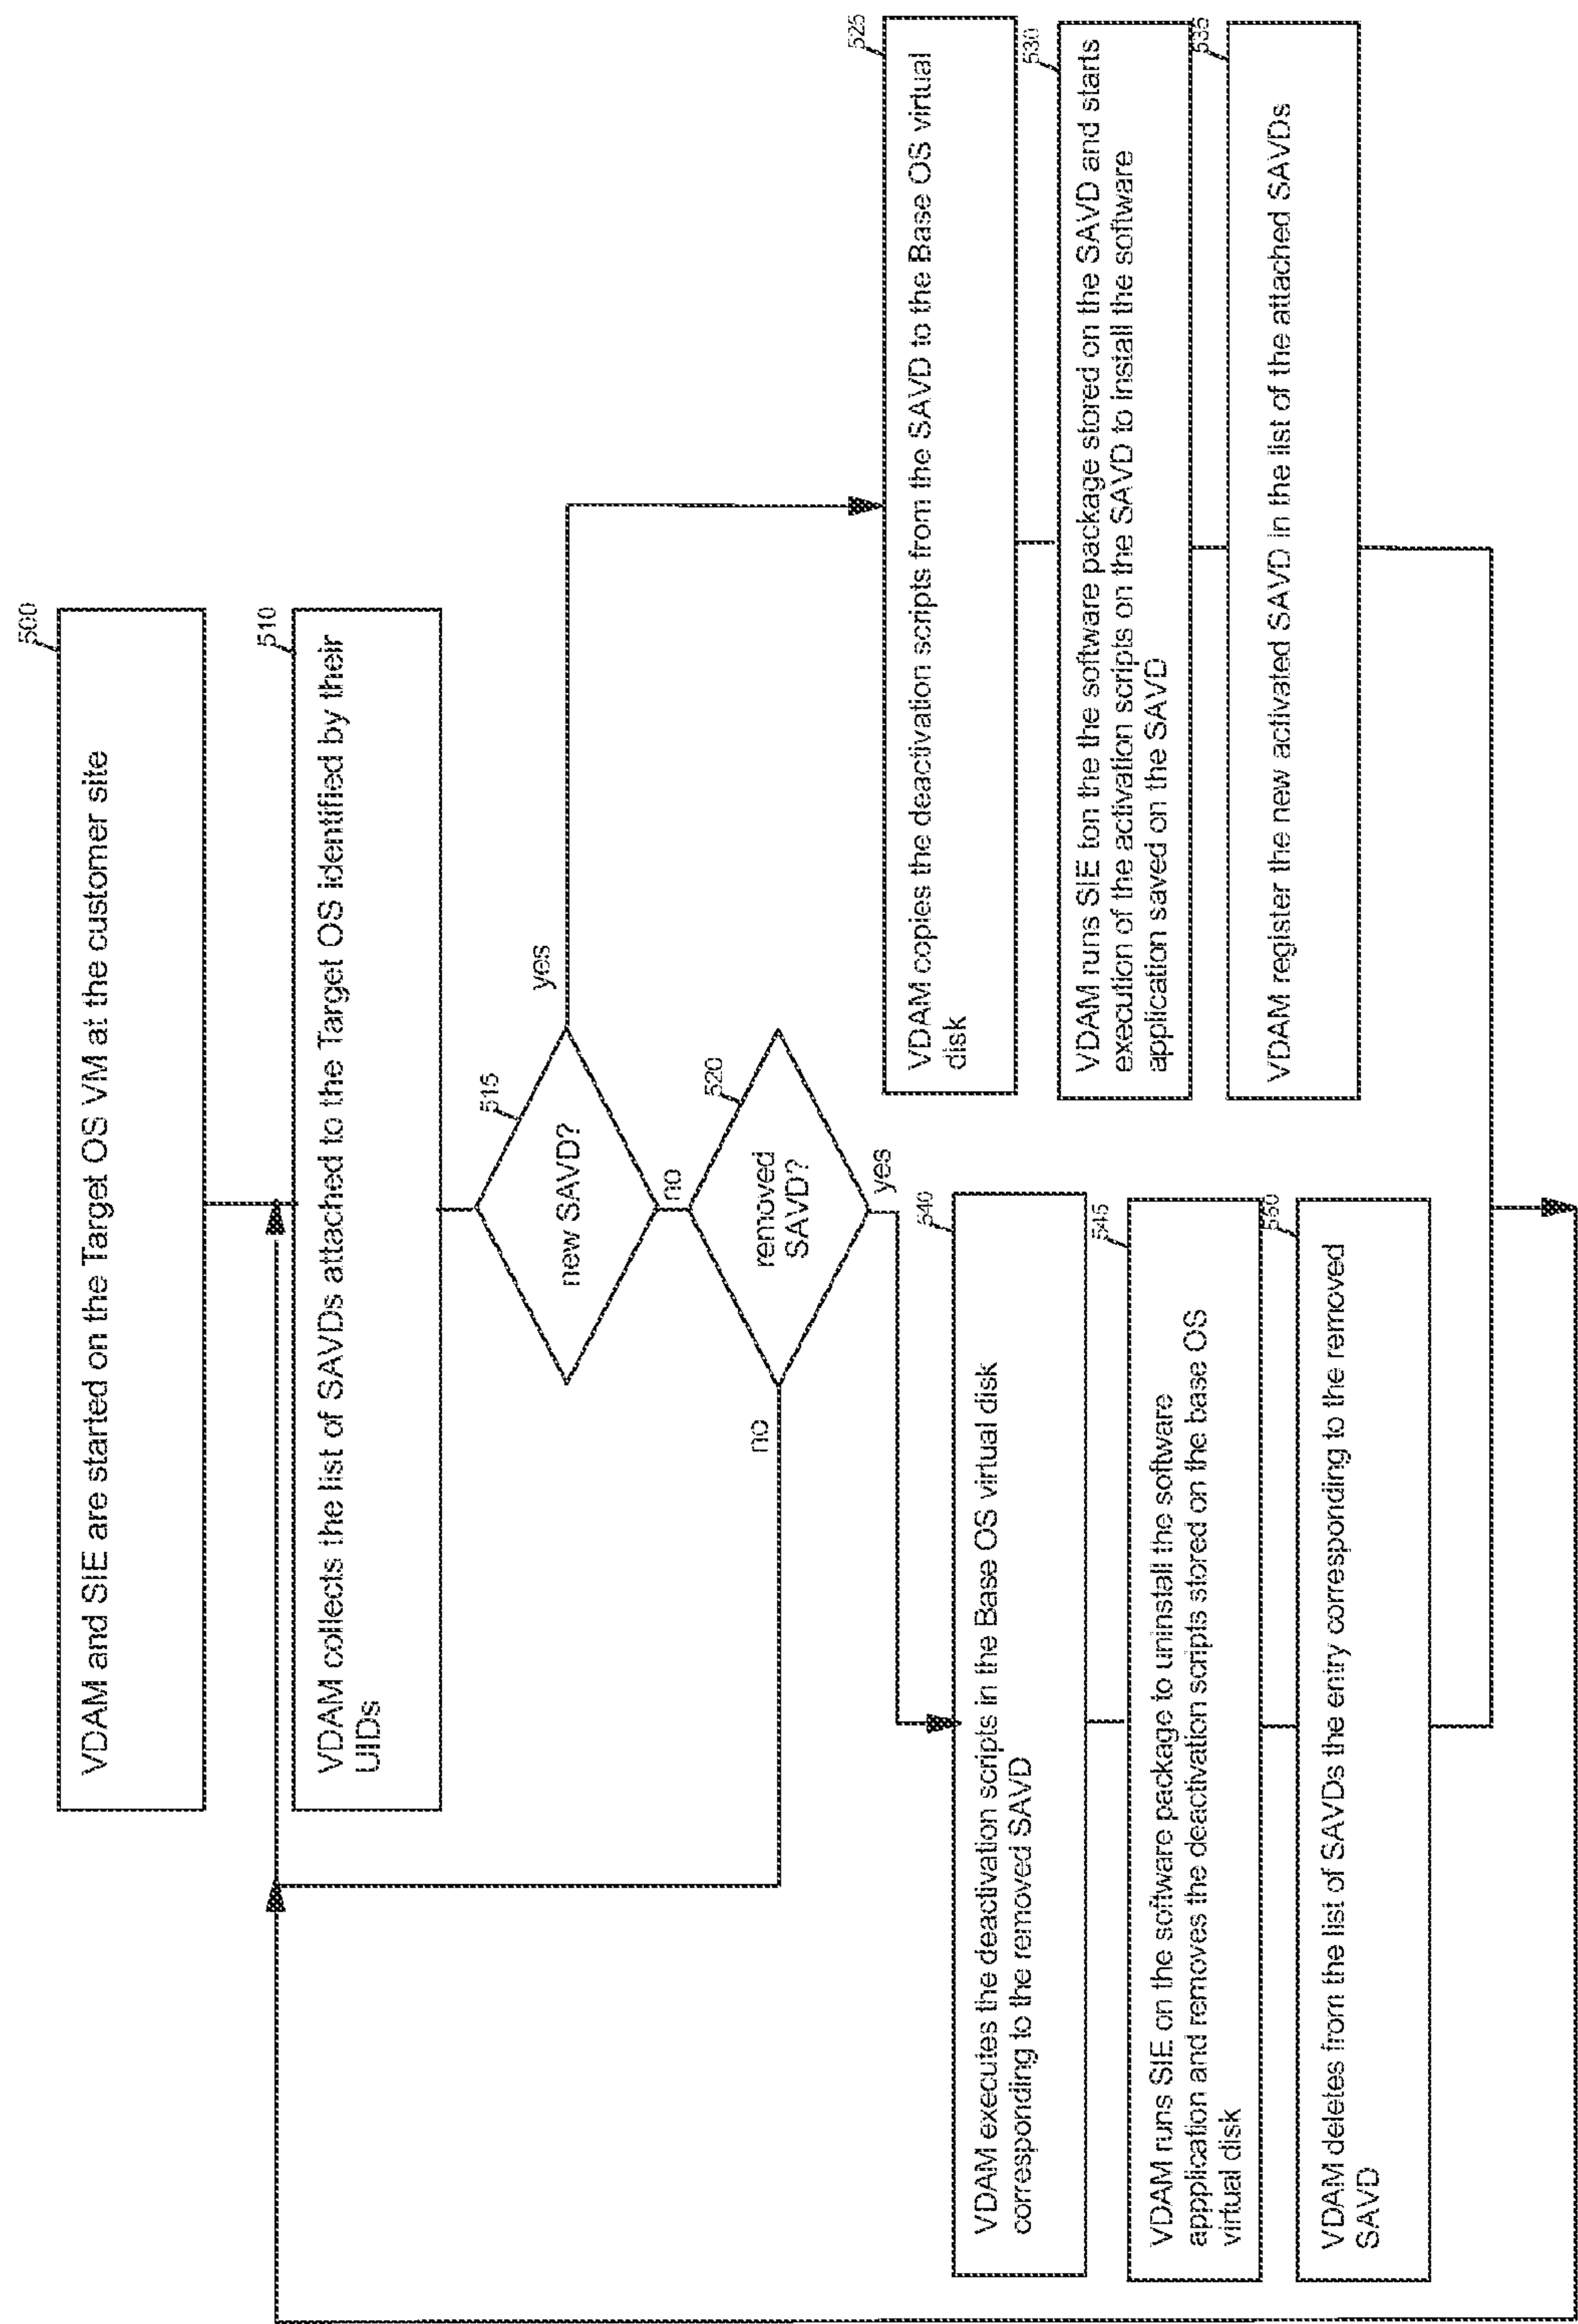 500
VDAM and SIE are started on the Target OS VM at the customer site
510
VDAM collects the list of SAVDs attached to the Target OS identified by their
UIDs
515
new SAVD?
yes
no
520
removed
SAVD?
no
yes
525
VDAM copies the deactivation scripts from the SAVD to the Base OS virtual
disk
530
VDAM runs SIE ton the the software package stored on the SAVD and starts
execution of the activation scripts on the SAVD to install the software
application saved on the SAVD
535
VDAM register the new activated SAVD in the list of the attached SAVDs
540
VDAM executes the deactivation scripts in the Base OS virtual disk
corresponding to the removed SAVD
545
VDAM runs SIE on the software package to uninstall the software
appplication and removes the deactivation scripts stored on the base OS
virtual disk
550
VDAM deletes from the list of SAVDs the entry corresponding to the removed
SAVD